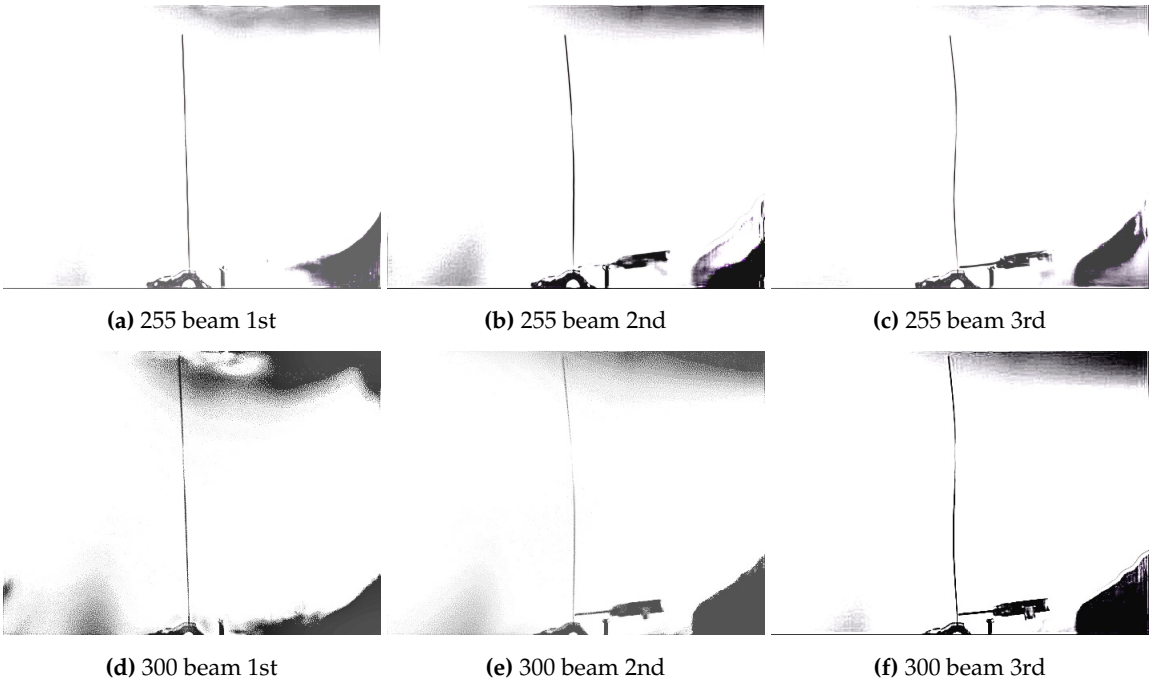 (a) 255 beam 1st
(b) 255 beam 2nd
(c) 255 beam 3rd
(d) 300 beam 1st
(e) 300 beam 2nd
(f) 300 beam 3rd